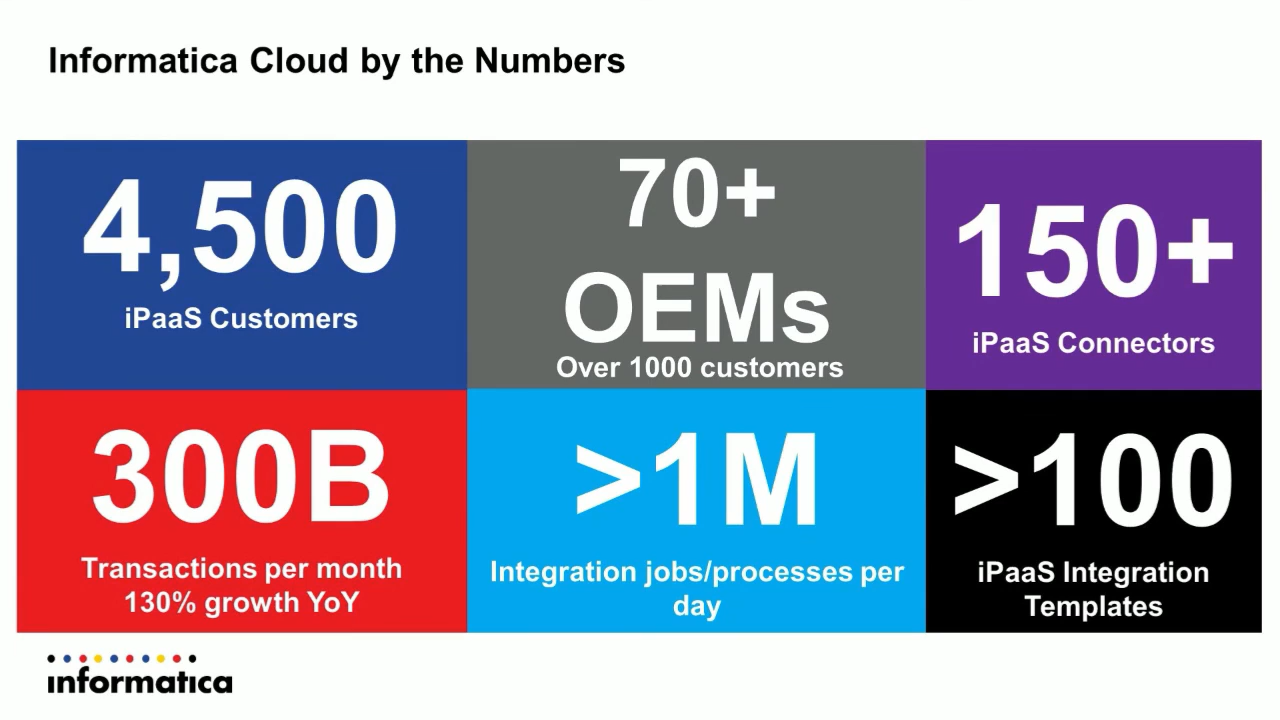 Informatica Cloud by the Numbers
4,500
iPaaS Customers
70+
OEMs
Over 1000 customers
150+
iPaaS Connectors
300B
Transactions per month
130% growth YoY
>1M
Integration jobs/processes per
day
>100
iPaaS Integration
Templates
informatica